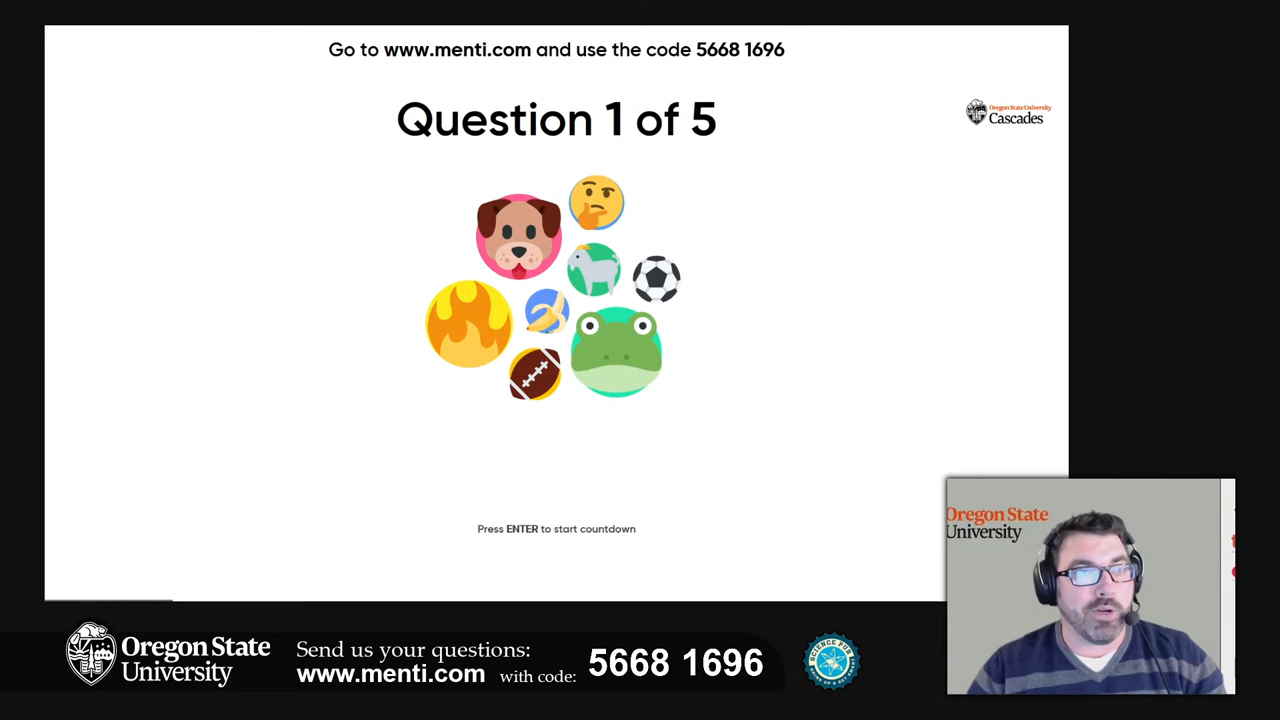 Go to www.menti.com and use the code 5668 1696
Question 1 of 5
Oregon State University
Cascades
Press ENTER to start countdown
Oregon State
University
Oregon State
University
Send us your questions:
www.menti.com with code:
5668 1696
SCIENCE PUB